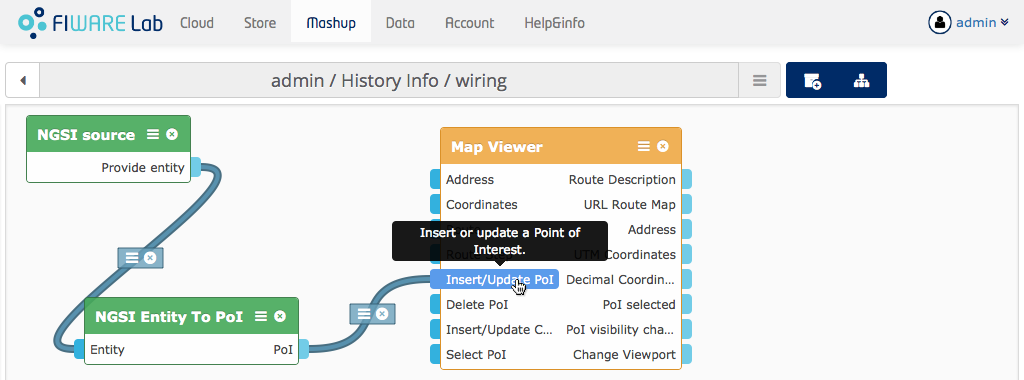 FIWARE Lab Cloud Store Mashup Data Account Help&info admin
admin / History Info / wiring
NGSI source
Provide entity
Map Viewer
Address Route Description
Coordinates URL Route Map
Address
UTM Coordinates
Insert or update a Point of
Interest.
Insert/Update PoI Decimal Coordin...
Delete PoI PoI selected
Insert/Update C... PoI visibility cha...
Select PoI Change Viewport
NGSI Entity To PoI
Entity PoI